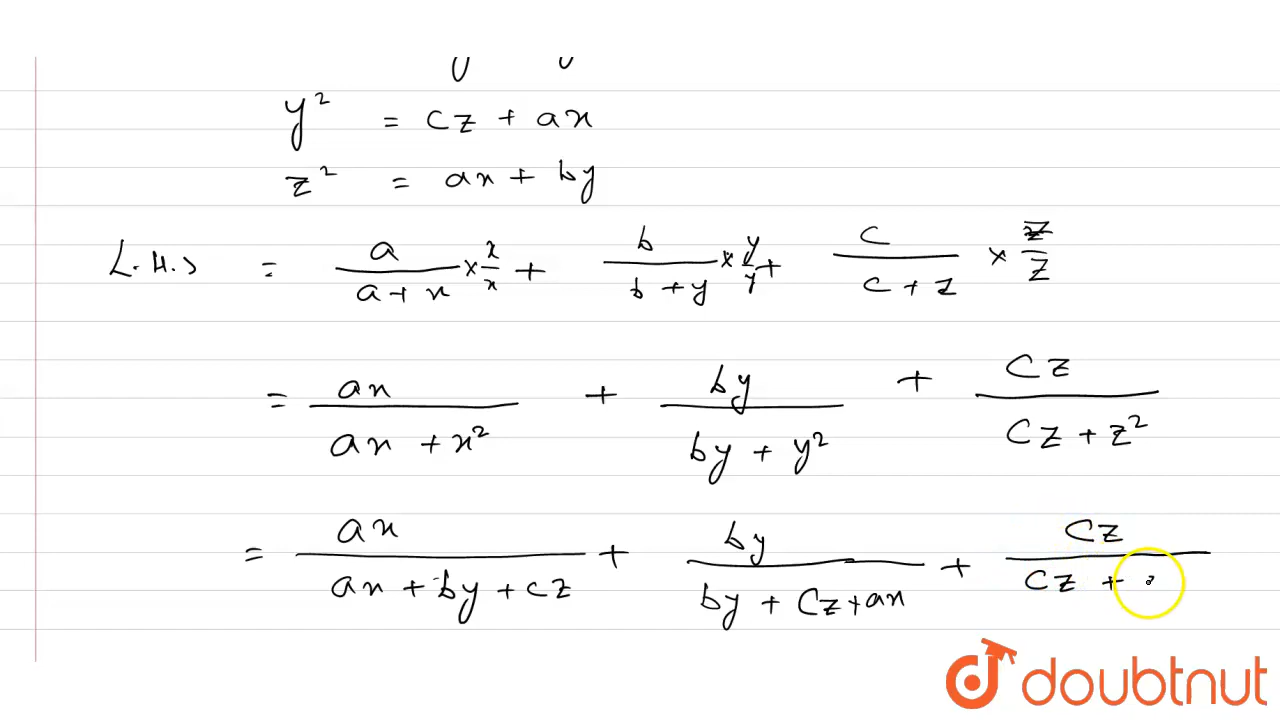 y² = cz + ax
z² = ax + by
L.H.S = a/(a+x) × x/x + b/(b+y) × y/y + c/(c+z) × z/z
= ax/(ax + x²) + by/(by + y²) + cz/(cz + z²)
= ax/(ax + by + cz) + by/(by + cz + ax) + cz/(cz +
doubtnut